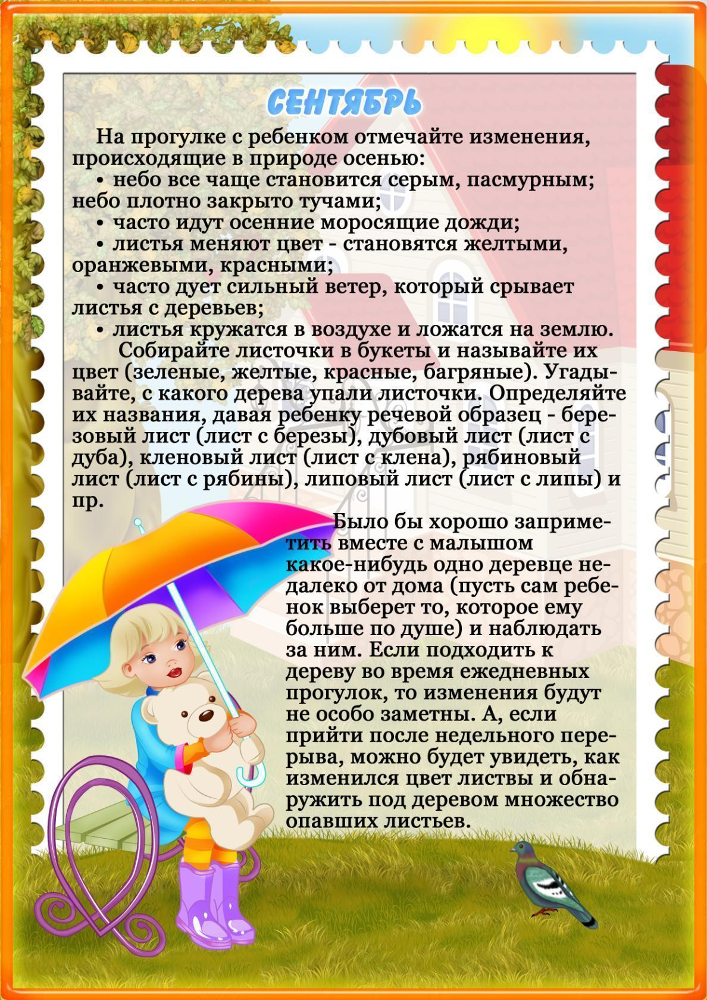 СЕНТЯБРЬ
На прогулке с ребенком отмечайте изменения,
происходящие в природе осенью:
• небо все чаще становится серым, пасмурным;
небо плотно закрыто тучами;
• часто идут осенние моросящие дожди;
• листья меняют цвет - становятся желтыми,
оранжевыми, красными;
• часто дует сильный ветер, который срывает
листья с деревьев;
• листья кружатся в воздухе и ложатся на землю.
Собирайте листочки в букеты и называйте их
цвет (зеленые, желтые, красные, багряные). Угады-
вайте, с какого дерева упали листочки. Определяйте
их названия, давая ребенку речевой образец - бере-
зовый лист (лист с березы), дубовый лист (лист с
дуба), кленовый лист (лист с клена), рябиновый
лист (лист с рябины), липовый лист (лист с липы) и
пр.
Было бы хорошо заприме-
тить вместе с малышом
какое-нибудь одно деревце не-
далеко от дома (пусть сам ребе-
нок выберет то, которое ему
больше по душе) и наблюдать
за ним. Если подходить к
дереву во время ежедневных
прогулок, то изменения будут
не особо заметны. А, если
прийти после недельного пере-
рыва, можно будет увидеть, как
изменился цвет листвы и обна-
ружить под деревом множество
опавших листьев.